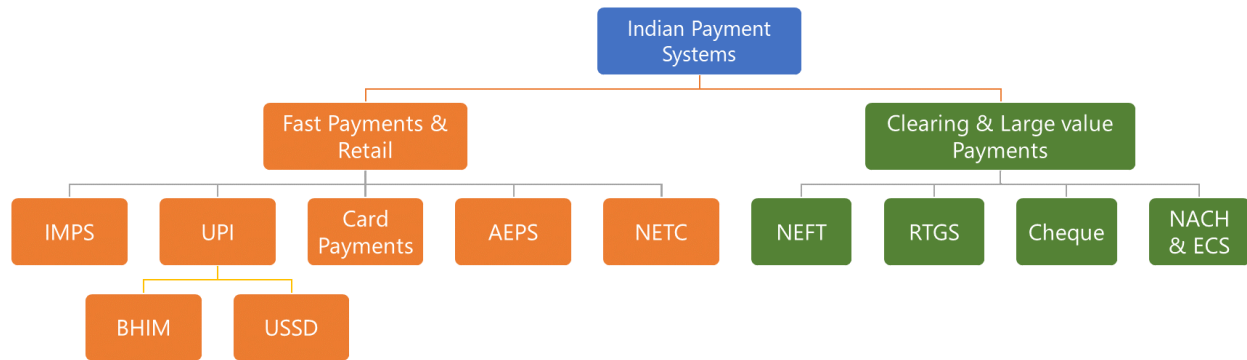 Indian Payment
Systems
Fast Payments &
Retail
Clearing & Large value
Payments
IMPS
UPI
Card
Payments
AEPS
NETC
NEFT
RTGS
Cheque
NACH
& ECS
BHIM
USSD